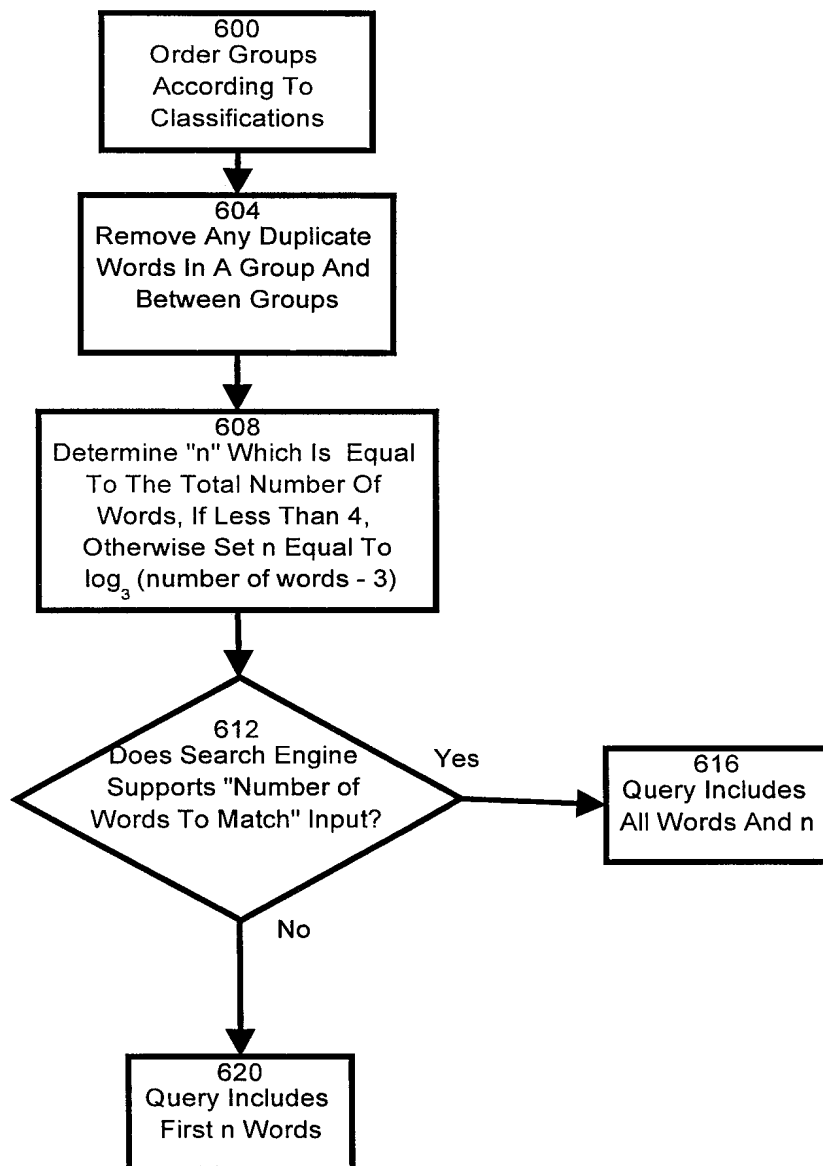 600
Order Groups
According To
Classifications
604
Remove Any Duplicate
Words In A Group And
Between Groups
608
Determine "n" Which Is Equal
To The Total Number Of
Words, If Less Than 4,
Otherwise Set n Equal To
log₃ (number of words - 3)
612
Does Search Engine
Supports "Number of
Words To Match" Input?
Yes
616
Query Includes
All Words And n
No
620
Query Includes
First n Words